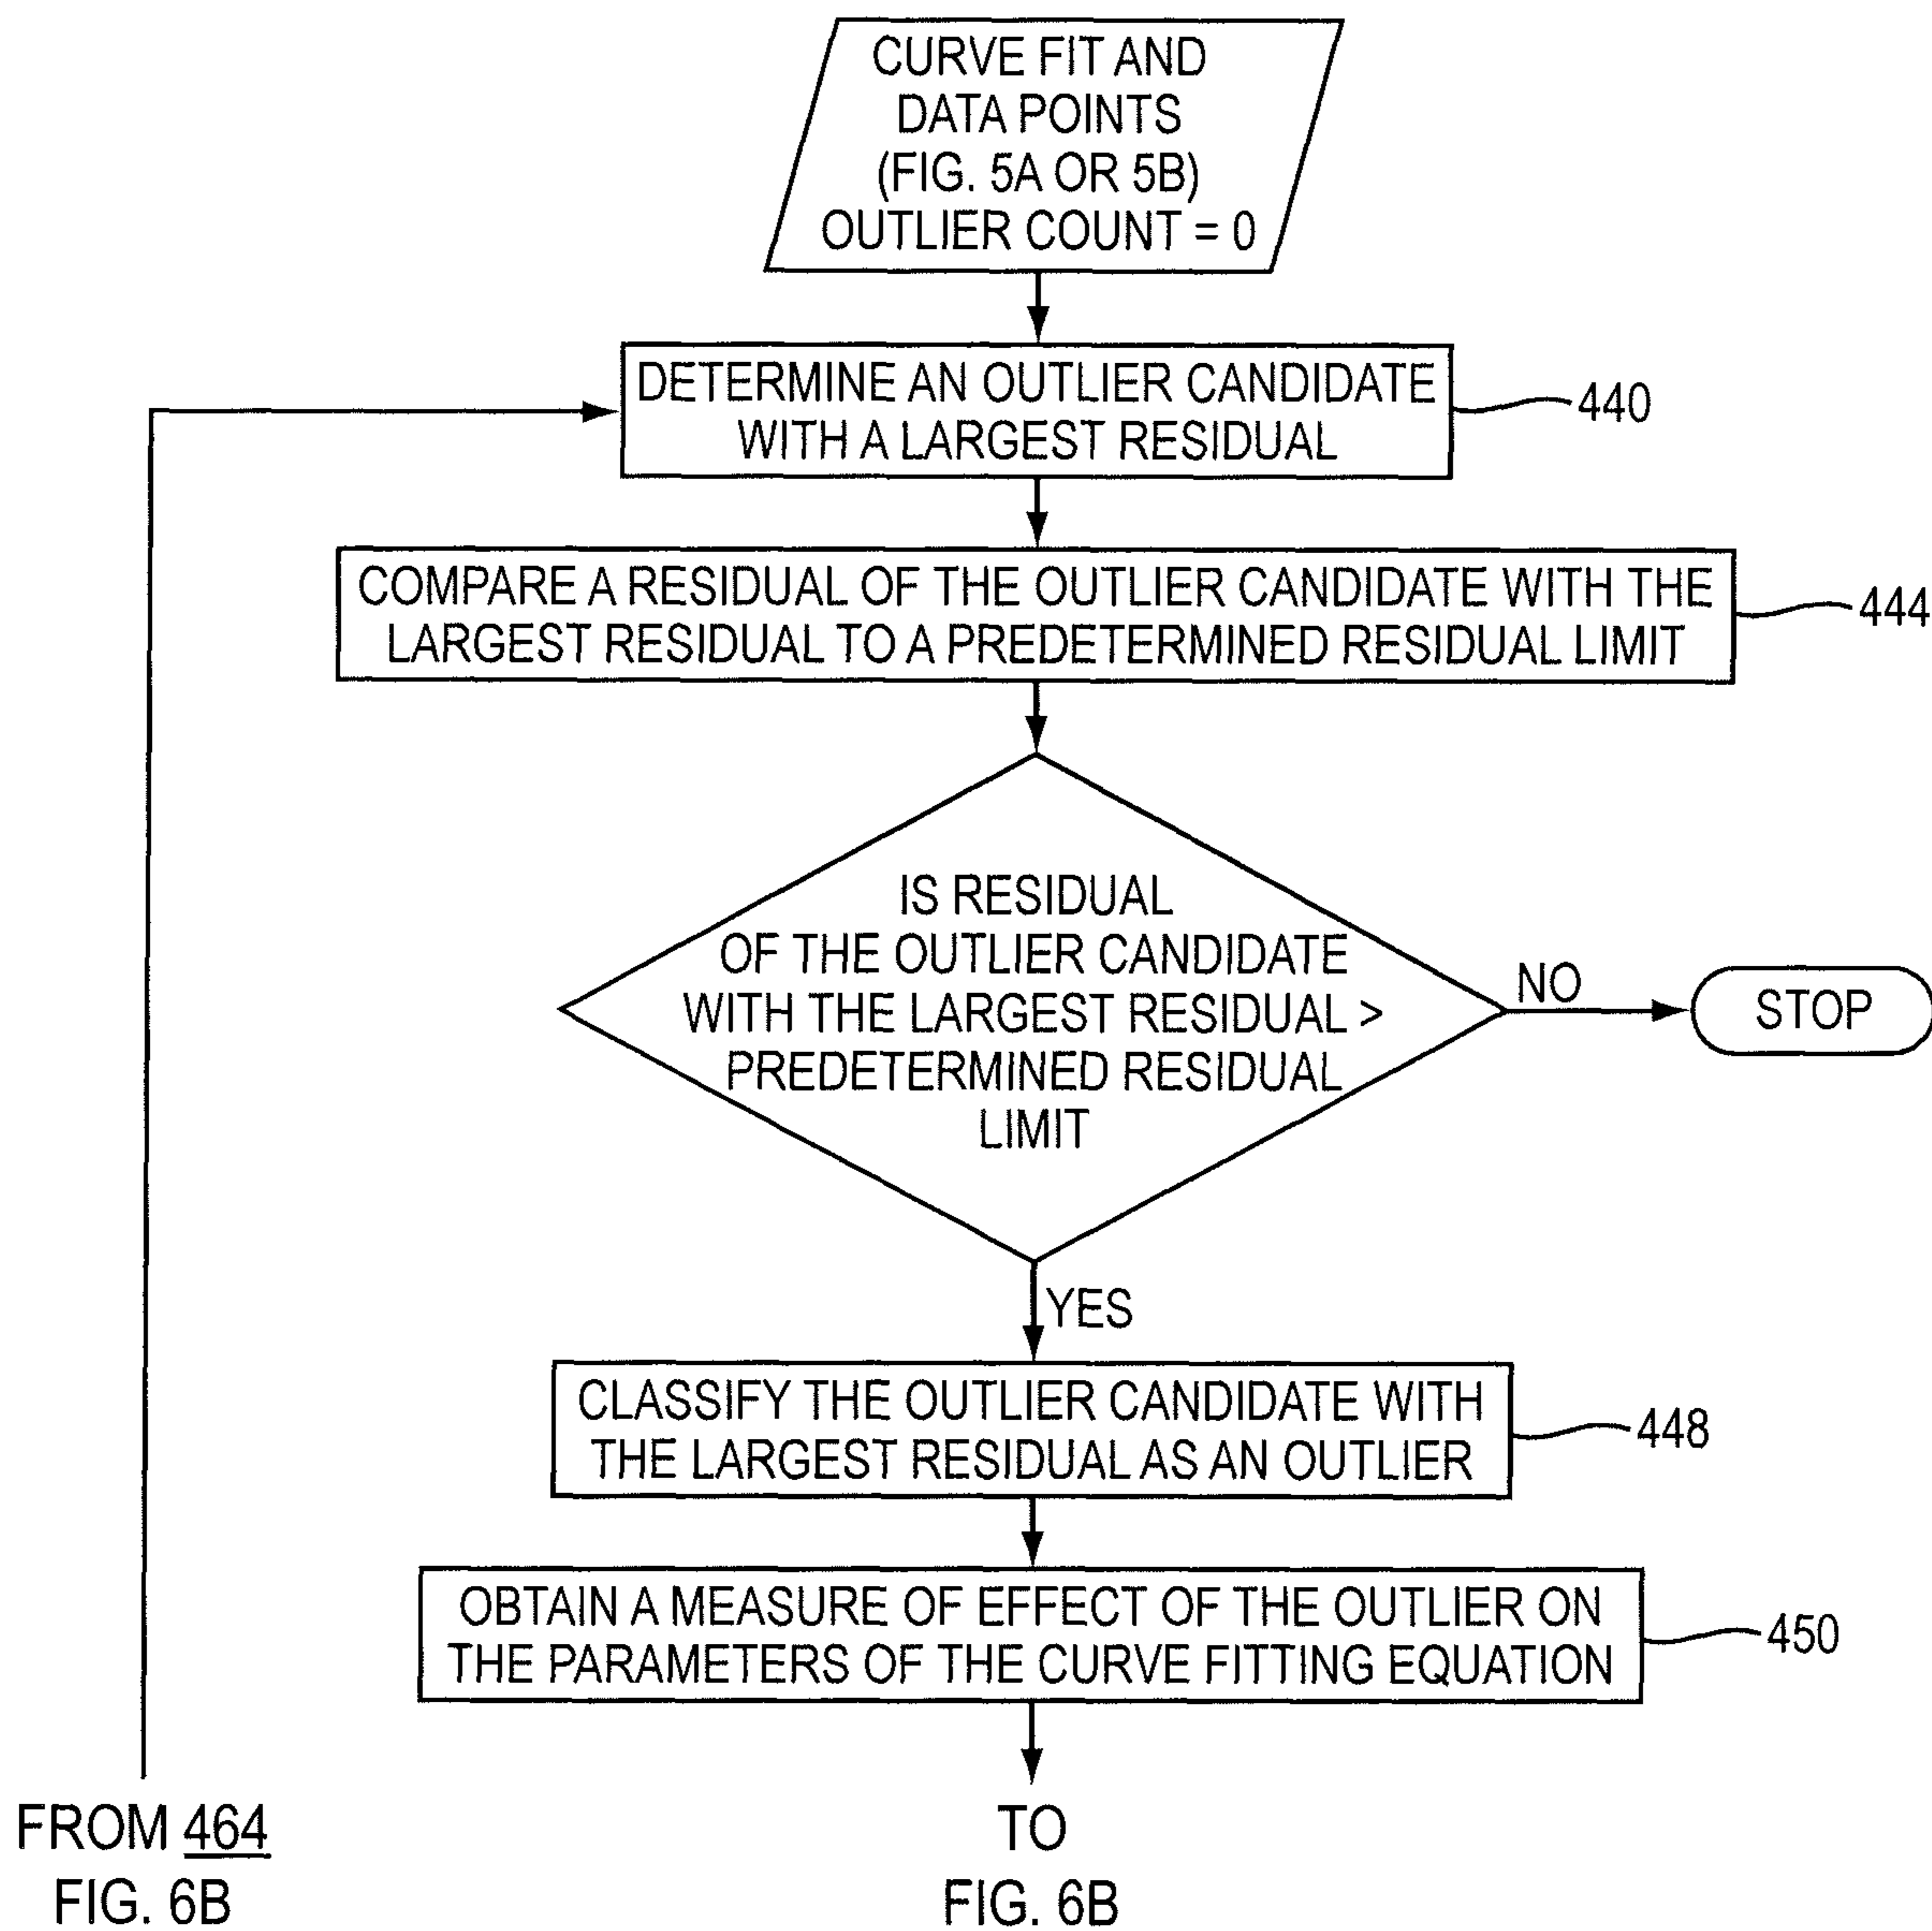 CURVE FIT AND
DATA POINTS
(FIG. 5A OR 5B)
OUTLIER COUNT = 0
DETERMINE AN OUTLIER CANDIDATE
WITH A LARGEST RESIDUAL
440
COMPARE A RESIDUAL OF THE OUTLIER CANDIDATE WITH THE
LARGEST RESIDUAL TO A PREDETERMINED RESIDUAL LIMIT
444
IS RESIDUAL
OF THE OUTLIER CANDIDATE
WITH THE LARGEST RESIDUAL >
PREDETERMINED RESIDUAL
LIMIT
NO
STOP
YES
CLASSIFY THE OUTLIER CANDIDATE WITH
THE LARGEST RESIDUAL AS AN OUTLIER
448
OBTAIN A MEASURE OF EFFECT OF THE OUTLIER ON
THE PARAMETERS OF THE CURVE FITTING EQUATION
450
FROM 464
FIG. 6B
TO
FIG. 6B